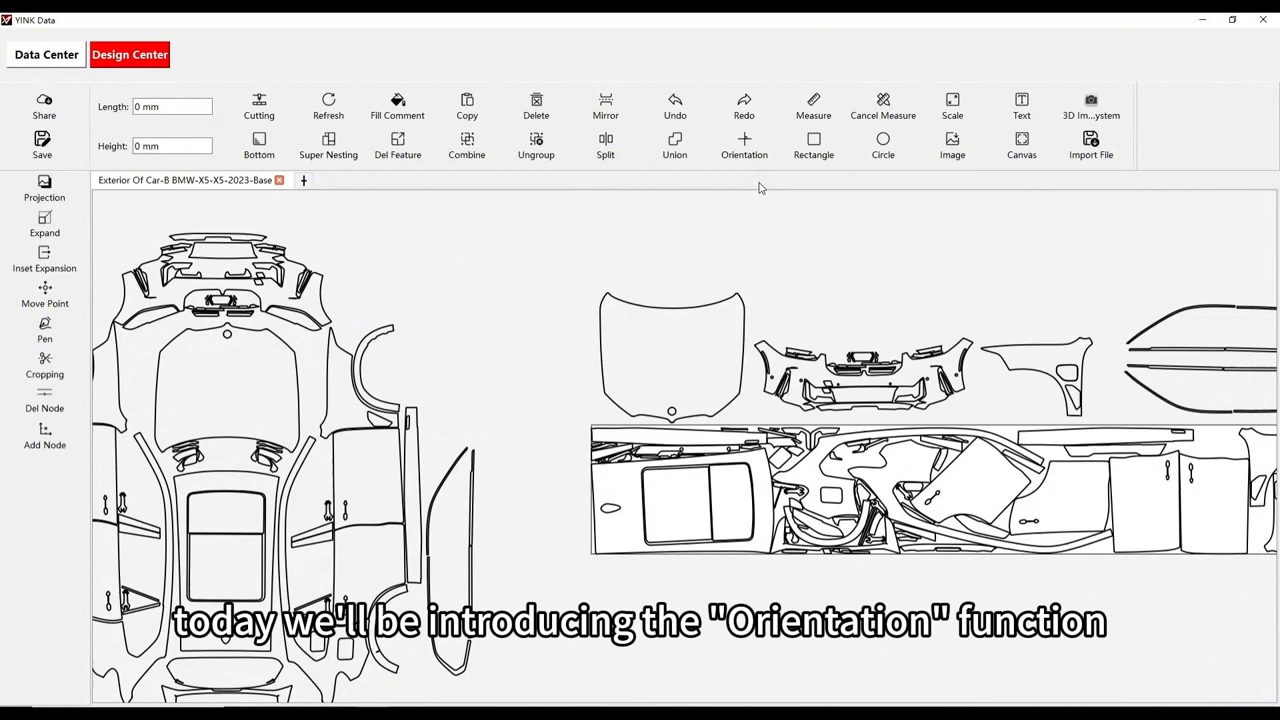 YINK Data
Data Center
Design Center
Share
Length: 0 mm
Cutting
Refresh
Fill Comment
Copy
Delete
Mirror
Undo
Redo
Measure
Cancel Measure
Scale
Text
3D Im...ystem
Save
Height: 0 mm
Bottom
Super Nesting
Del Feature
Combine
Ungroup
Split
Union
Orientation
Rectangle
Circle
Image
Canvas
Import File
Exterior Of Car-B BMW-X5-X5-2023-Base
Projection
Expand
Inset Expansion
Move Point
Pen
Cropping
Del Node
Add Node
today we'll be introducing the "Orientation" function